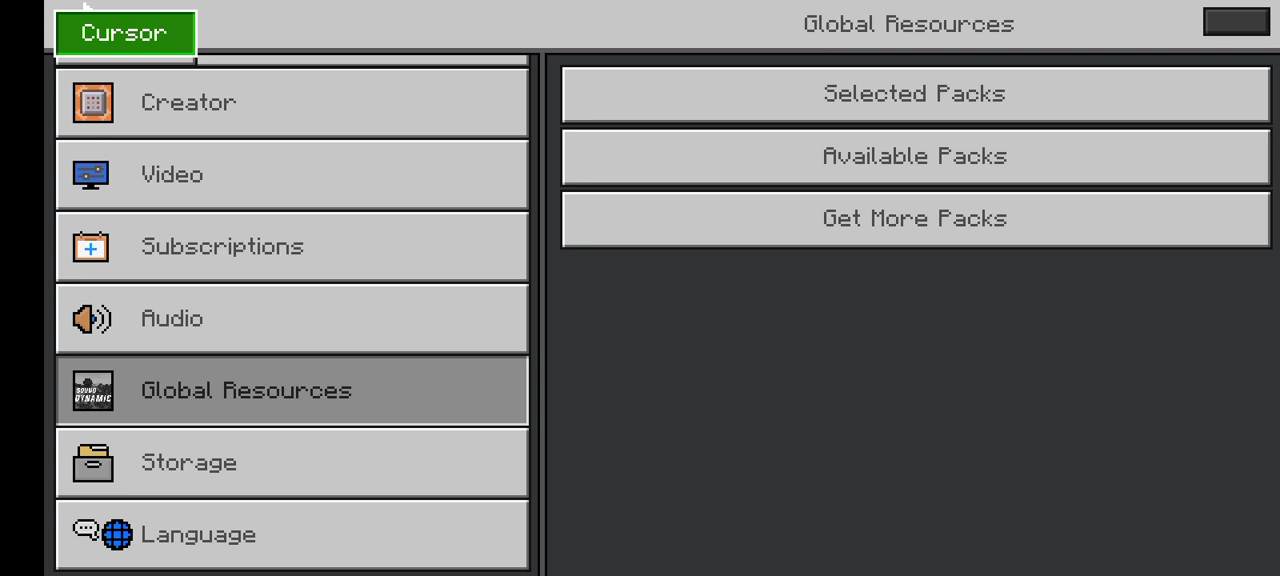 Cursor
Global Resources
Creator
Video
Subscriptions
Audio
SOUND
DYNAMIC
Global Resources
Storage
Language
Selected Packs
Available Packs
Get More Packs